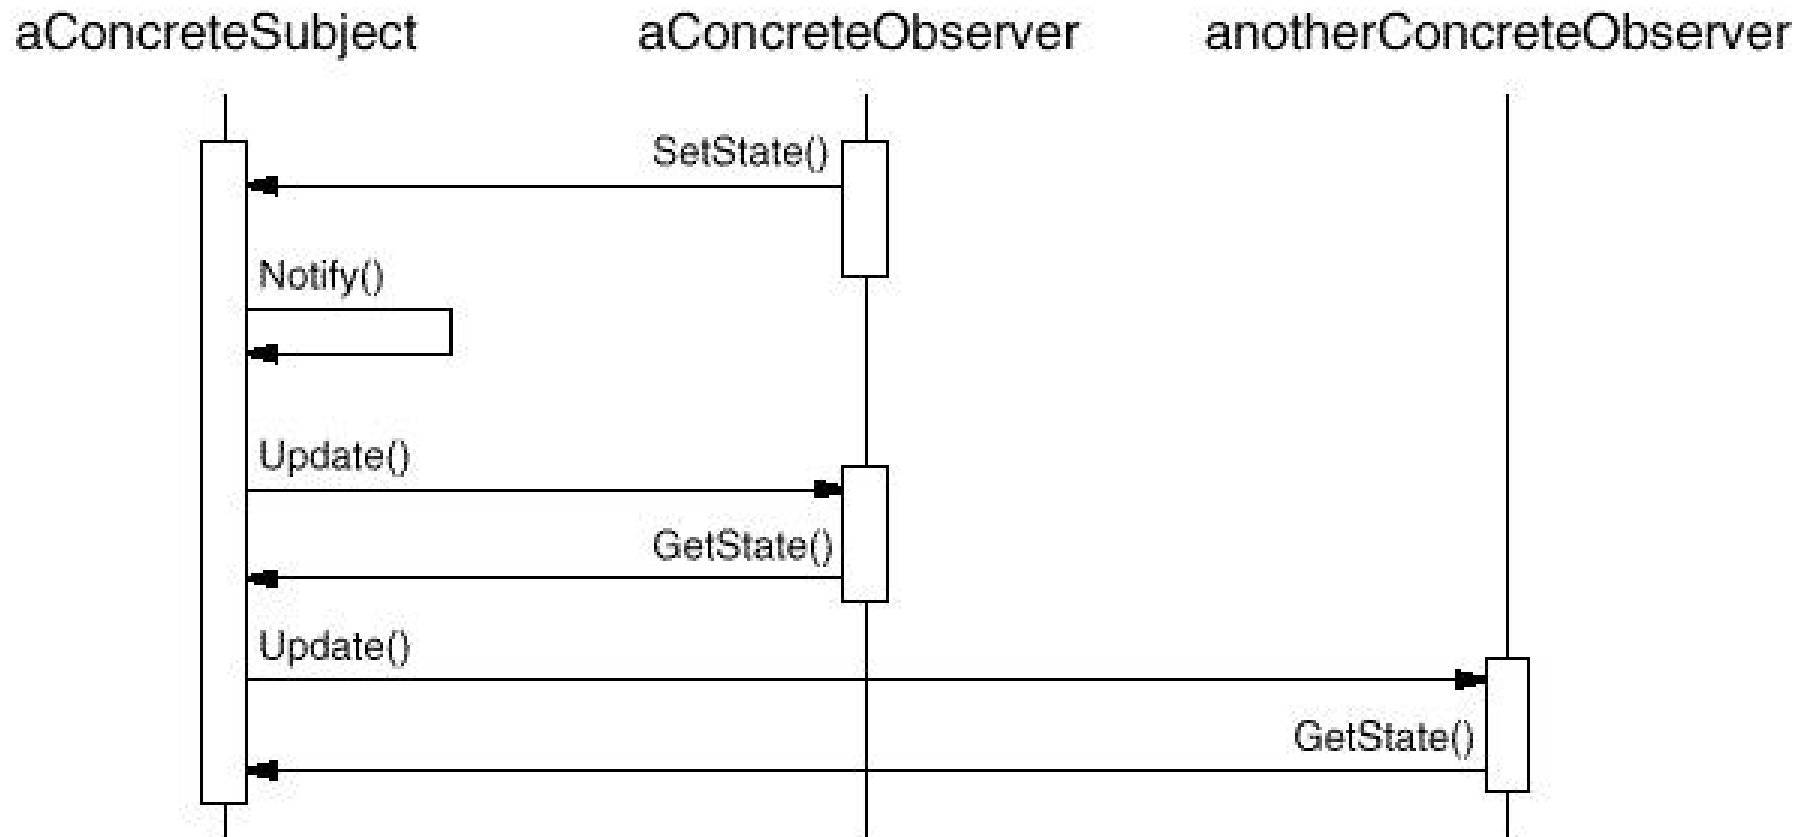 aConcreteSubject
aConcreteObserver
anotherConcreteObserver
SetState()
Notify()
Update()
GetState()
Update()
GetState()